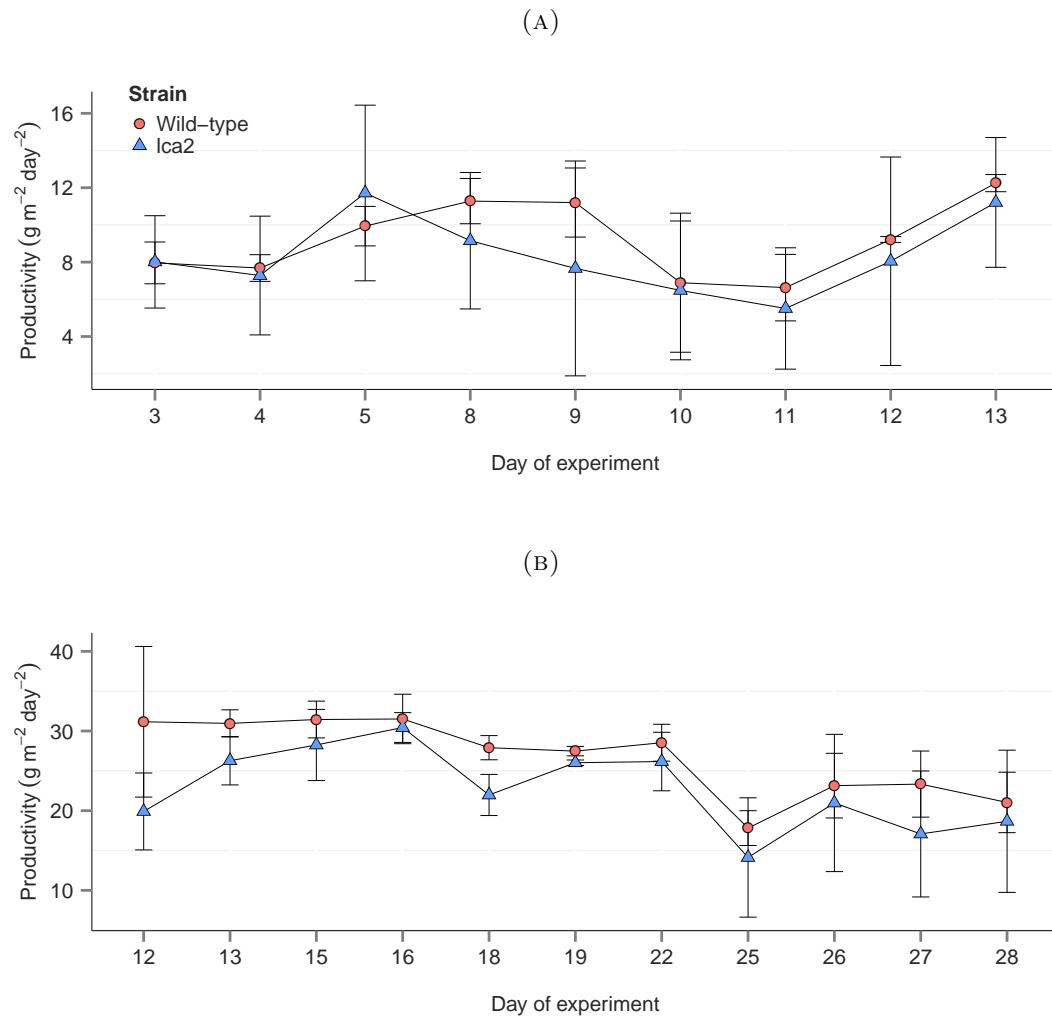 (A)
Productivity (g m−2 day−2)
16
12
8
4
Strain
Wild−type
lca2
3 4 5 8 9 10 11 12 13
Day of experiment
(B)
Productivity (g m−2 day−2)
40
30
20
10
12 13 15 16 18 19 22 25 26 27 28
Day of experiment